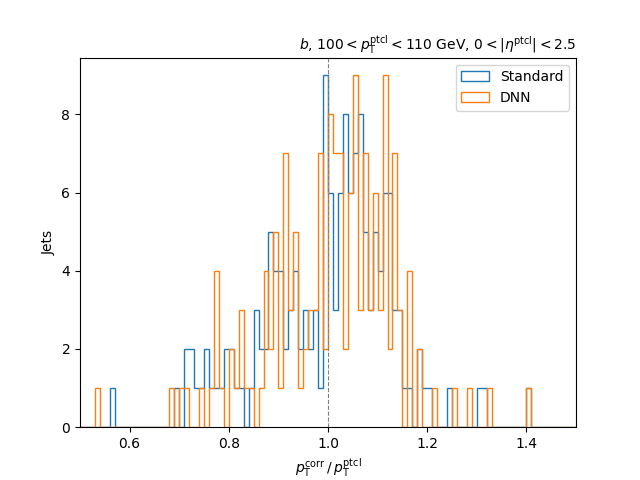 b, 100 < p_T^ptcl < 110 GeV, 0 < |η^ptcl| < 2.5
Standard
DNN
Jets
8
6
4
2
0
0.6 0.8 1.0 1.2 1.4
p_T^corr / p_T^ptcl